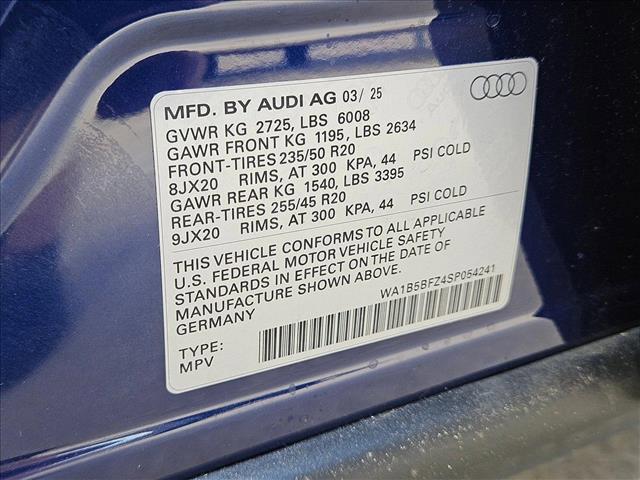 MFD. BY AUDI AG 03/ 25
GVWR KG 2725, LBS 6008
GAWR FRONT KG 1195, LBS 2634
FRONT-TIRES 235/50 R20
8JX20 RIMS, AT 300 KPA, 44 PSI COLD
GAWR REAR KG 1540, LBS 3395
REAR-TIRES 255/45 R20
9JX20 RIMS, AT 300 KPA, 44 PSI COLD
THIS VEHICLE CONFORMS TO ALL APPLICABLE
U.S. FEDERAL MOTOR VEHICLE SAFETY
STANDARDS IN EFFECT ON THE DATE OF
MANUFACTURE SHOWN ABOVE.
GERMANY
WA1B5BFZ4SP054241
TYPE:
MPV